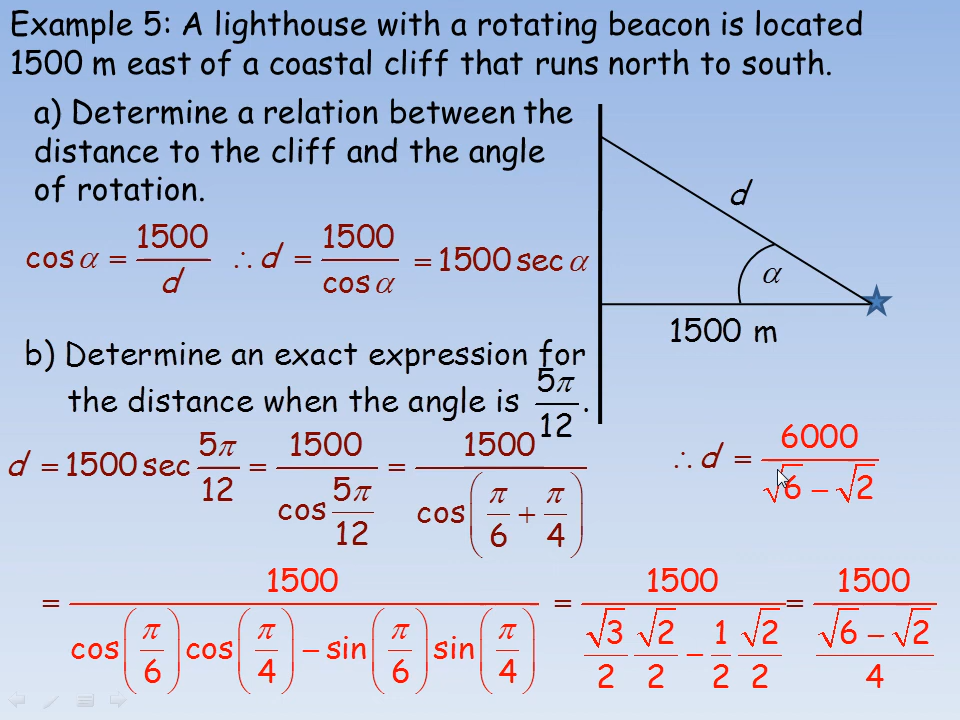 Example 5: A lighthouse with a rotating beacon is located
1500 m east of a coastal cliff that runs north to south.
a) Determine a relation between the
distance to the cliff and the angle
of rotation.
cos α = 1500/d ∴ d = 1500/cos α = 1500 sec α
d
α
1500 m
b) Determine an exact expression for
the distance when the angle is 5π/12.
d = 1500 sec 5π/12 = 1500/cos 5π/12 = 1500/cos(π/6 + π/4)
∴ d = 6000/(√6 − √2)
= 1500/(cos(π/6) cos(π/4) − sin(π/6) sin(π/4)) = 1500/(√3/2 √2/2 − 1/2 √2/2) = 1500/((√6 − √2)/4)